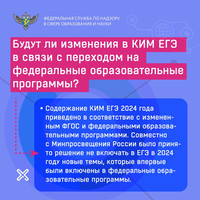 ФЕДЕРАЛЬНАЯ СЛУЖБА ПО НАДЗОРУ
В СФЕРЕ ОБРАЗОВАНИЯ И НАУКИ
Будут ли изменения в КИМ ЕГЭ
в связи с переходом на
федеральные образовательные
программы?
Содержание КИМ ЕГЭ 2024 года
приведено в соответствие с изменен-
ным ФГОС и федеральными образова-
тельными программами. Совместно
с Минпросвещения России было приня-
то решение не включать в ЕГЭ в 2024
году новые темы, которые впервые
были включены в федеральные обра-
зовательные программы.